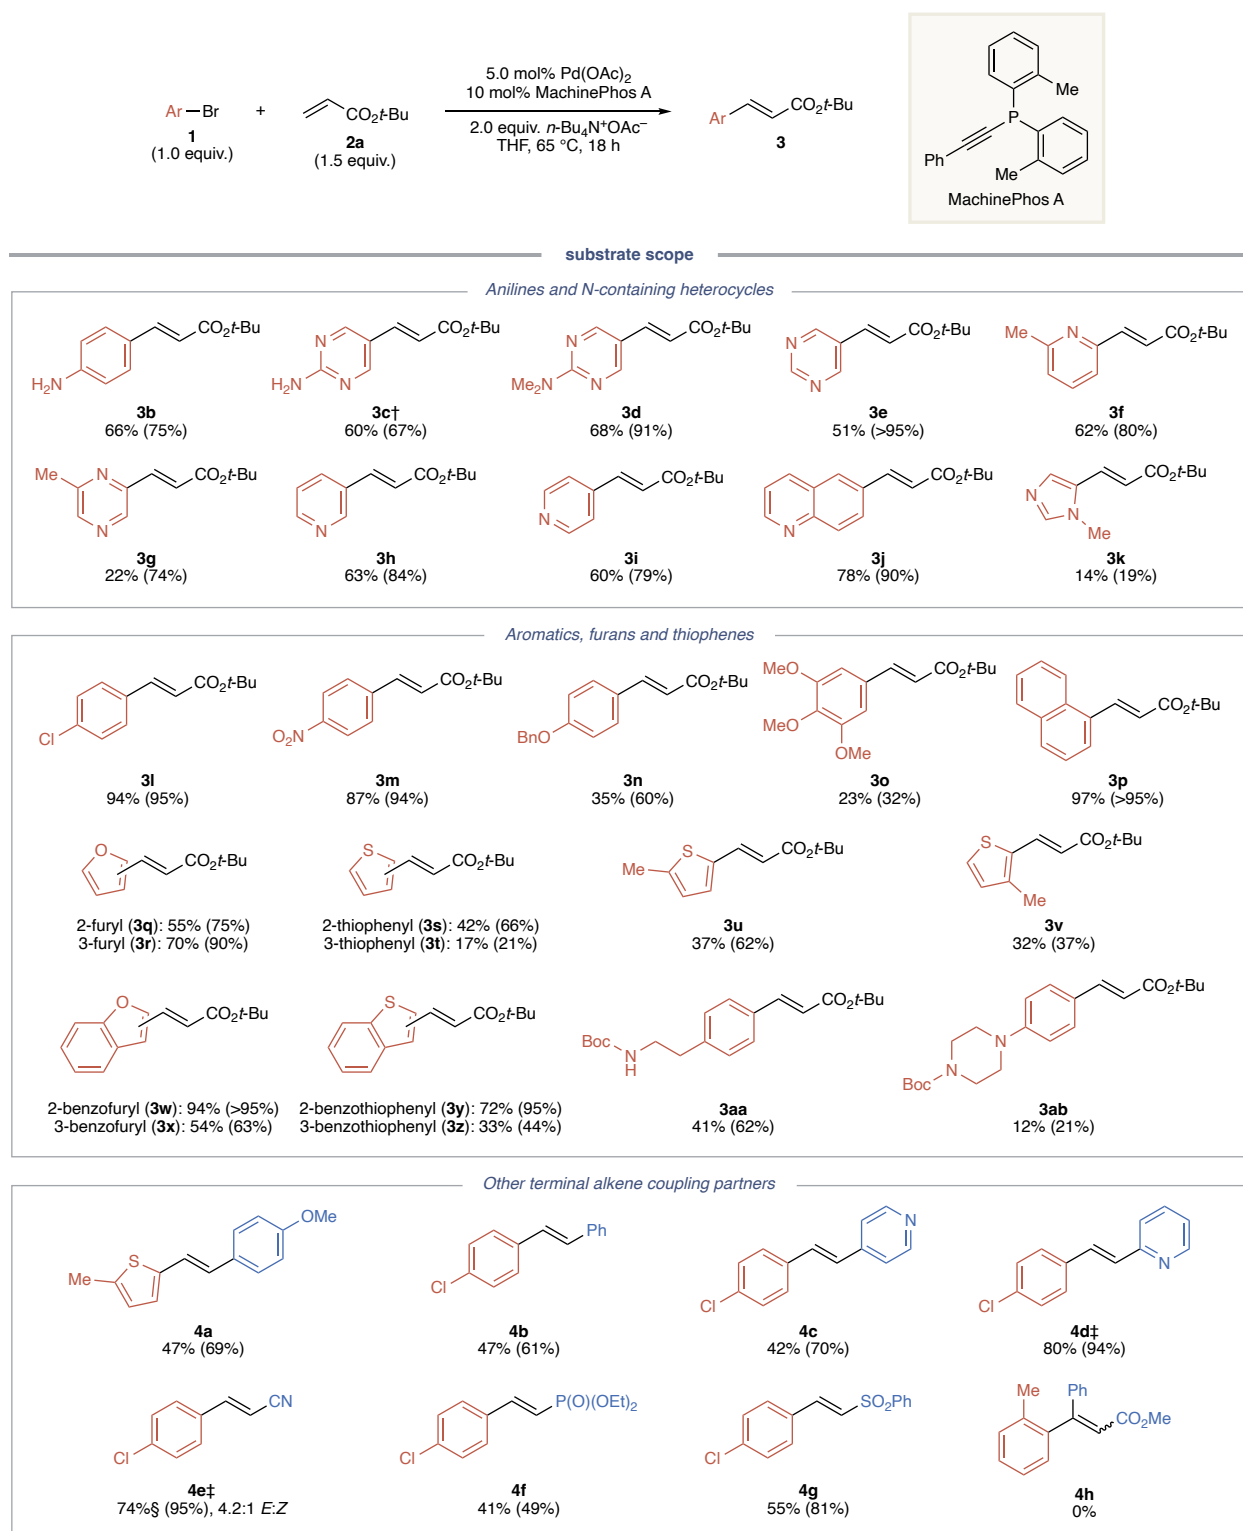 5.0 mol% Pd(OAc)2
10 mol% MachinePhos A
2.0 equiv. n-Bu4N+OAc−
THF, 65 °C, 18 h
Ar Br + CO2t-Bu Ar CO2t-Bu
1 2a 3
(1.0 equiv.) (1.5 equiv.)
Me
P
Ph
Me
MachinePhos A
substrate scope
Anilines and N-containing heterocycles
CO2t-Bu H2N
3b
66% (75%)
CO2t-Bu N N H2N
3c†
60% (67%)
CO2t-Bu N N Me2N
3d
68% (91%)
CO2t-Bu N N
3e
51% (>95%)
Me N CO2t-Bu
3f
62% (80%)
Me N N CO2t-Bu
3g
22% (74%)
CO2t-Bu N
3h
63% (84%)
CO2t-Bu N
3i
60% (79%)
CO2t-Bu N
3j
78% (90%)
CO2t-Bu N N Me
3k
14% (19%)
Aromatics, furans and thiophenes
CO2t-Bu Cl
3l
94% (95%)
CO2t-Bu O2N
3m
87% (94%)
CO2t-Bu BnO
3n
35% (60%)
MeO CO2t-Bu MeO OMe
3o
23% (32%)
CO2t-Bu
3p
97% (>95%)
O CO2t-Bu
2-furyl (3q): 55% (75%)
3-furyl (3r): 70% (90%)
S CO2t-Bu
2-thiophenyl (3s): 42% (66%)
3-thiophenyl (3t): 17% (21%)
Me S CO2t-Bu
3u
37% (62%)
S CO2t-Bu Me
3v
32% (37%)
O CO2t-Bu
2-benzofuryl (3w): 94% (>95%)
3-benzofuryl (3x): 54% (63%)
S CO2t-Bu
2-benzothiophenyl (3y): 72% (95%)
3-benzothiophenyl (3z): 33% (44%)
CO2t-Bu Boc N H
3aa
41% (62%)
CO2t-Bu N N Boc
3ab
12% (21%)
Other terminal alkene coupling partners
OMe S Me
4a
47% (69%)
Ph Cl
4b
47% (61%)
N Cl
4c
42% (70%)
N Cl
4d‡
80% (94%)
CN Cl
4e‡
74%§ (95%), 4.2:1 E:Z
P(O)(OEt)2 Cl
4f
41% (49%)
SO2Ph Cl
4g
55% (81%)
Me Ph CO2Me
4h
0%